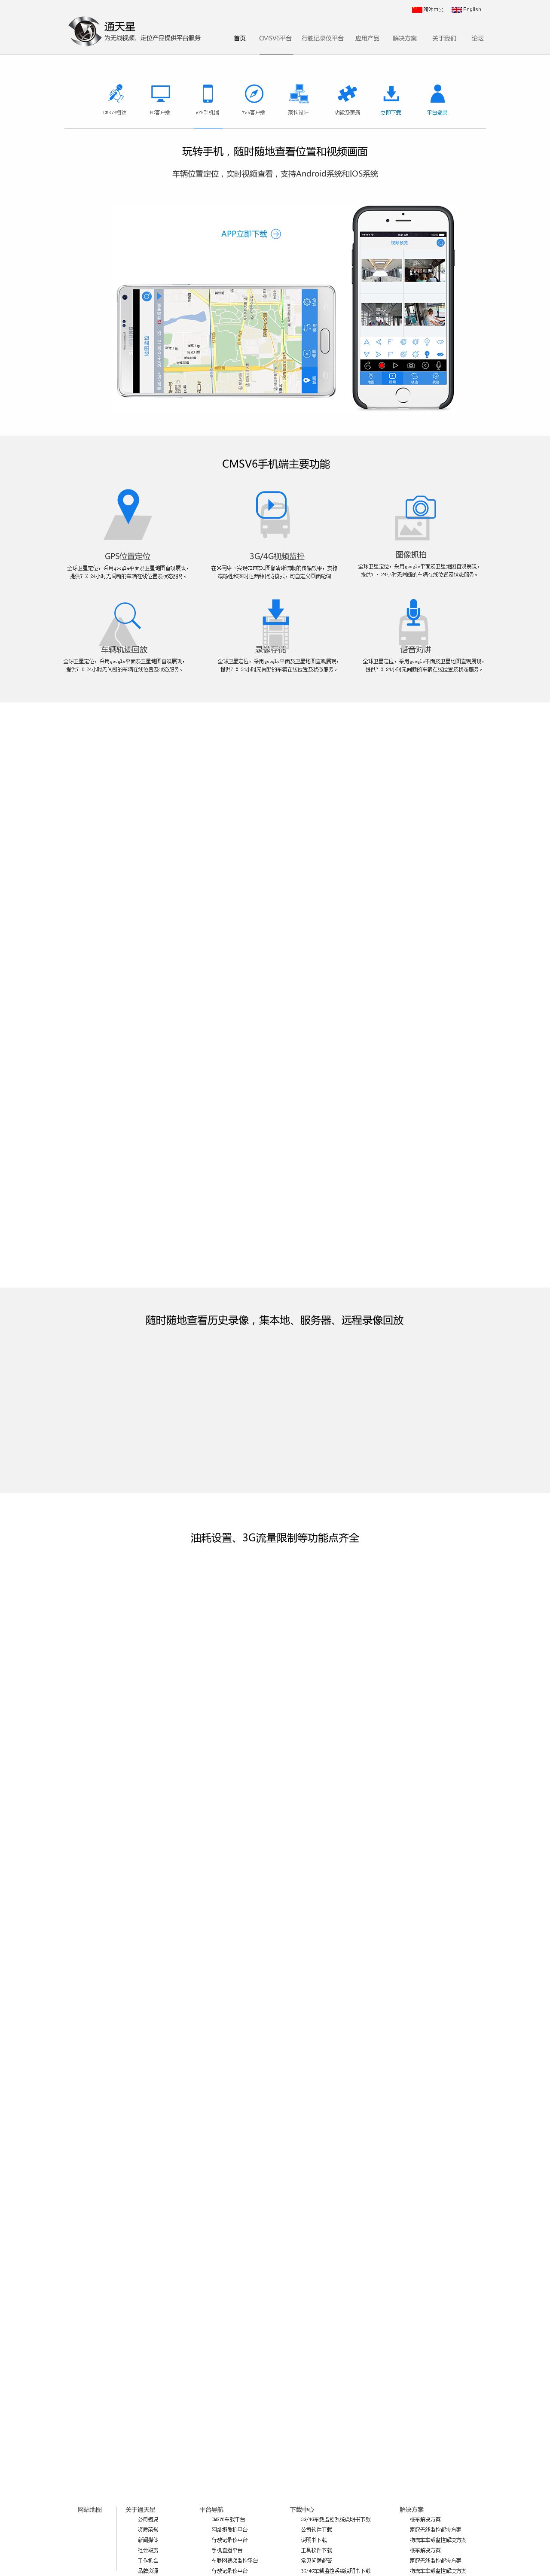 简体中文 English
通天星
为无线视频、定位产品提供平台服务
首页 CMSV6平台 行驶记录仪平台 应用产品 解决方案 关于我们 论坛
CMSV6概述 PC客户端 APP手机端 Web客户端 架构设计 功能及更新 立即下载 平台登录
玩转手机，随时随地查看位置和视频画面
车辆位置定位，实时视频查看，支持Android系统和IOS系统
APP立即下载
CMSV6手机端主要功能
GPS位置定位
全球卫星定位，采用google平面及卫星地图直观展现，
提供7 X 24小时无间断的车辆在线位置及状态服务。
3G/4G视频监控
在3G网络下实现CIF或D1图像清晰流畅的传输效果，支持
流畅性和实时性两种预览模式，可自定义画面轮询
图像抓拍
全球卫星定位，采用google平面及卫星地图直观展现，
提供7 X 24小时无间断的车辆在线位置及状态服务。
车辆轨迹回放
全球卫星定位，采用google平面及卫星地图直观展现，
提供7 X 24小时无间断的车辆在线位置及状态服务。
录像存储
全球卫星定位，采用google平面及卫星地图直观展现，
提供7 X 24小时无间断的车辆在线位置及状态服务。
语音对讲
全球卫星定位，采用google平面及卫星地图直观展现，
提供7 X 24小时无间断的车辆在线位置及状态服务。
随时随地查看历史录像，集本地、服务器、远程录像回放
油耗设置、3G流量限制等功能点齐全
网站地图
关于通天星
公司概况
资质荣誉
新闻媒体
社会职责
工作机会
品牌资源
平台导航
CMSV6车载平台
网络摄像机平台
行驶记录仪平台
手机直播平台
车联网视频监控平台
行驶记录仪平台
下载中心
3G/4G车载监控系统说明书下载
公用软件下载
说明书下载
工具软件下载
常见问题解答
3G/4G车载监控系统说明书下载
解决方案
校车解决方案
家庭无线监控解决方案
物流车车载监控解决方案
校车解决方案
家庭无线监控解决方案
物流车车载监控解决方案